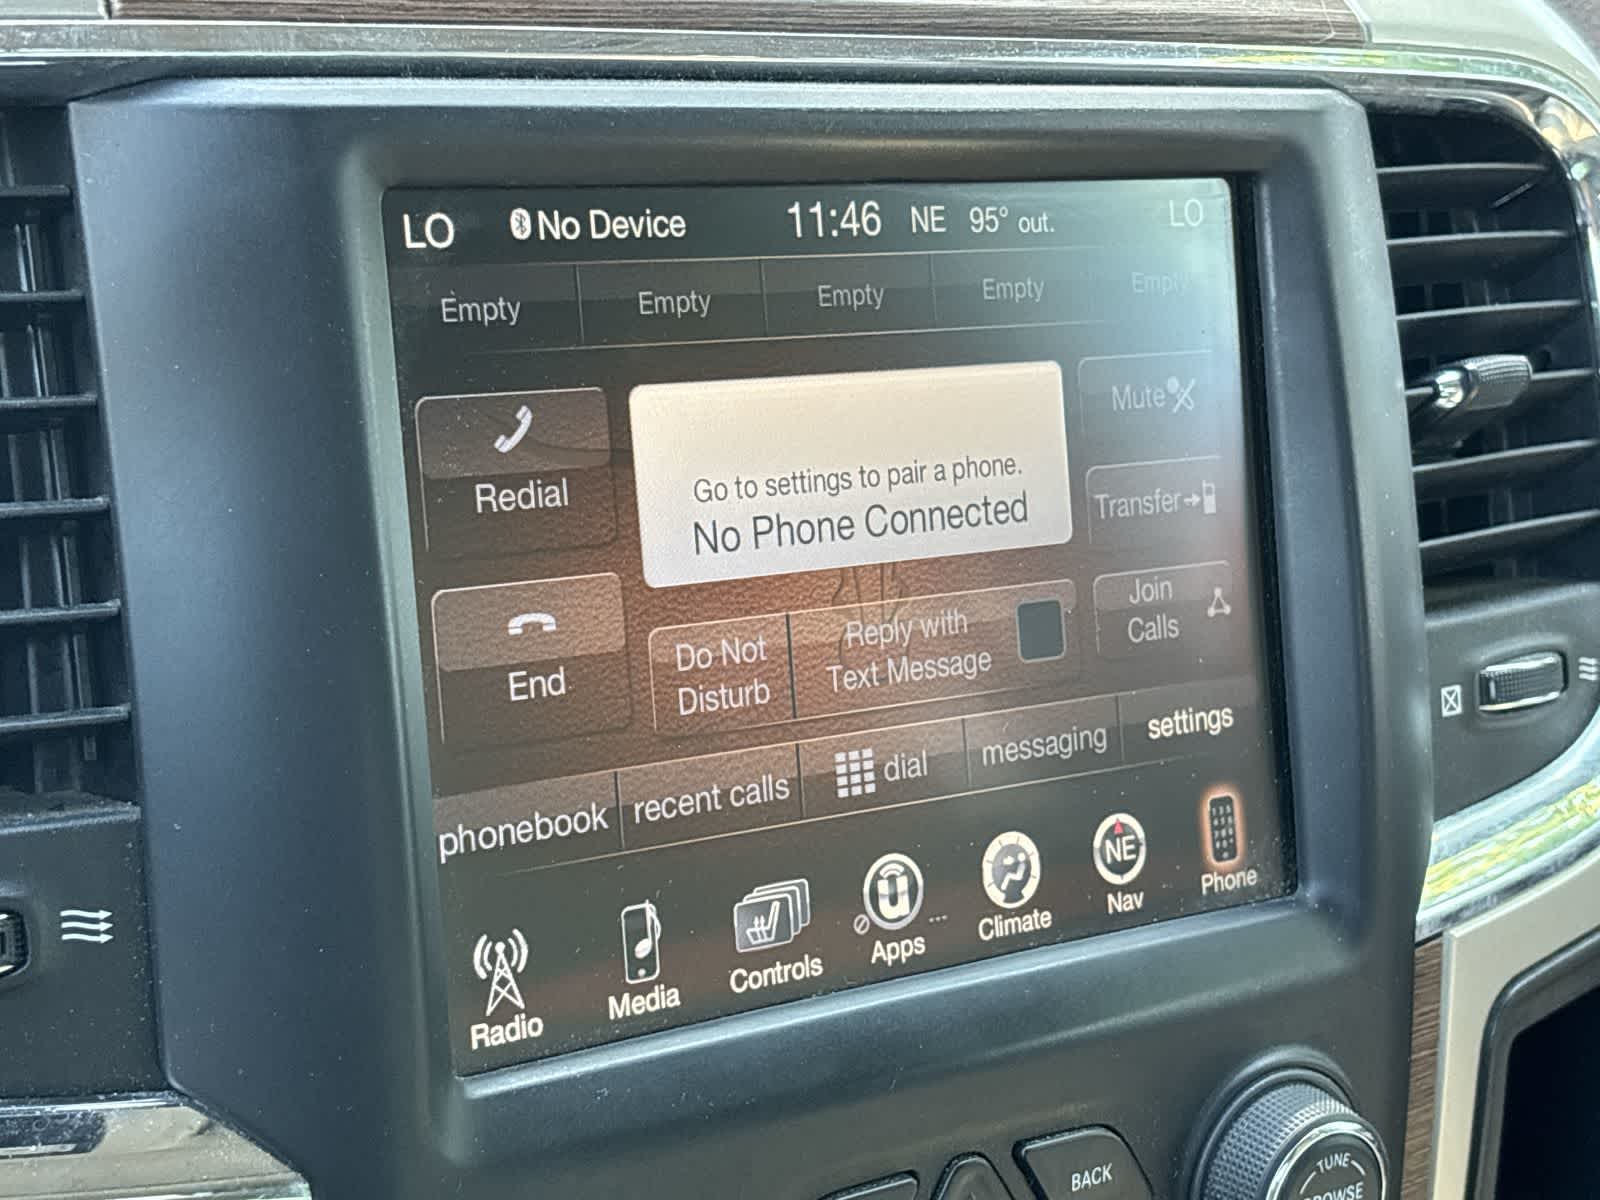 LO No Device 11:46 NE 95° out. LO
Empty Empty Empty Empty Empty
Redial
Go to settings to pair a phone.
No Phone Connected
Mute
Transfer
End
Do Not
Disturb
Reply with
Text Message
Join
Calls
phonebook recent calls dial messaging settings
NE
Radio Media Controls Apps Climate Nav Phone
BACK
TUNE
BROWSE